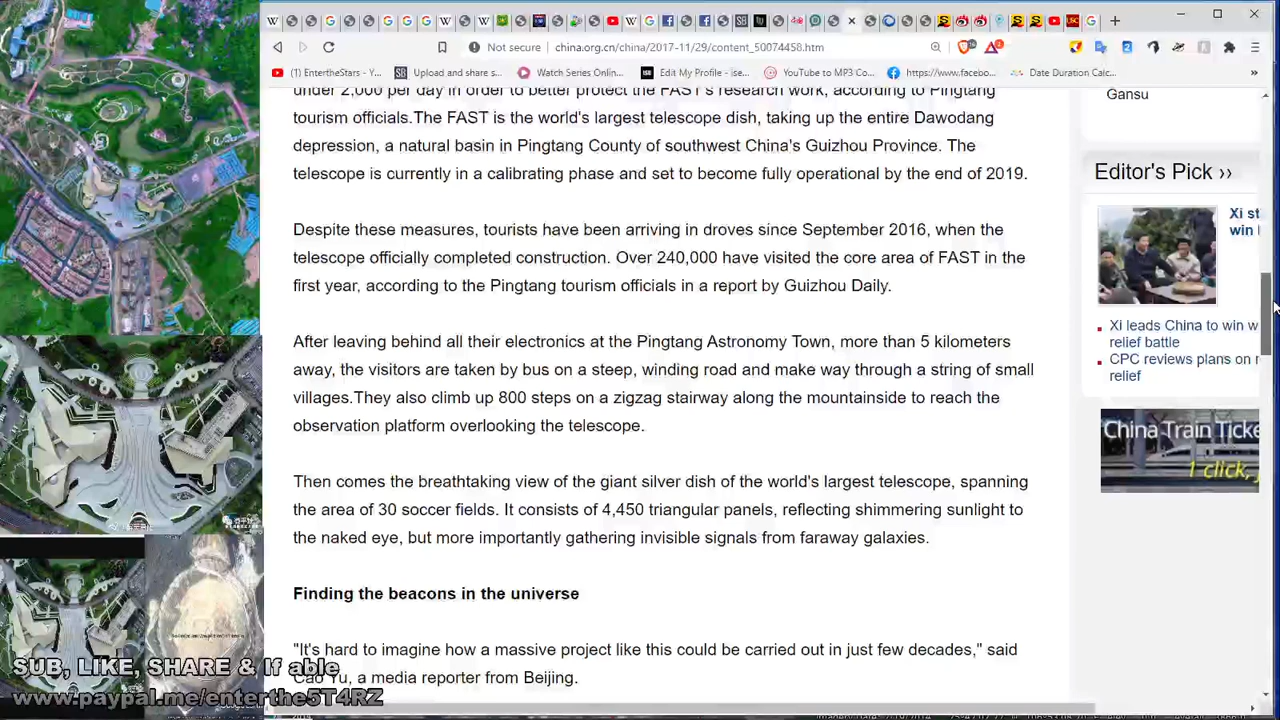 Not secure
china.org.cn/china/2017-11/29/content_50074458.htm
(1) EntertheStars - Y...
Upload and share s...
Watch Series Onlin...
Edit My Profile - ise...
YouTube to MP3 Co...
https://www.facebo...
Date Duration Calc...
under 2,000 per day in order to better protect the FAST's research work, according to Pingtang
tourism officials.The FAST is the world's largest telescope dish, taking up the entire Dawodang
depression, a natural basin in Pingtang County of southwest China's Guizhou Province. The
telescope is currently in a calibrating phase and set to become fully operational by the end of 2019.
Despite these measures, tourists have been arriving in droves since September 2016, when the
telescope officially completed construction. Over 240,000 have visited the core area of FAST in the
first year, according to the Pingtang tourism officials in a report by Guizhou Daily.
After leaving behind all their electronics at the Pingtang Astronomy Town, more than 5 kilometers
away, the visitors are taken by bus on a steep, winding road and make way through a string of small
villages.They also climb up 800 steps on a zigzag stairway along the mountainside to reach the
observation platform overlooking the telescope.
Then comes the breathtaking view of the giant silver dish of the world's largest telescope, spanning
the area of 30 soccer fields. It consists of 4,450 triangular panels, reflecting shimmering sunlight to
the naked eye, but more importantly gathering invisible signals from faraway galaxies.
Finding the beacons in the universe
"It's hard to imagine how a massive project like this could be carried out in just few decades," said
Cao Yu, a media reporter from Beijing.
Gansu
Editor's Pick ››
Xi st
win
Xi leads China to win w
relief battle
CPC reviews plans on
relief
China Train Ticke
1 click,
SUB, LIKE, SHARE & If able
www.paypal.me/enterthe5T4RZ